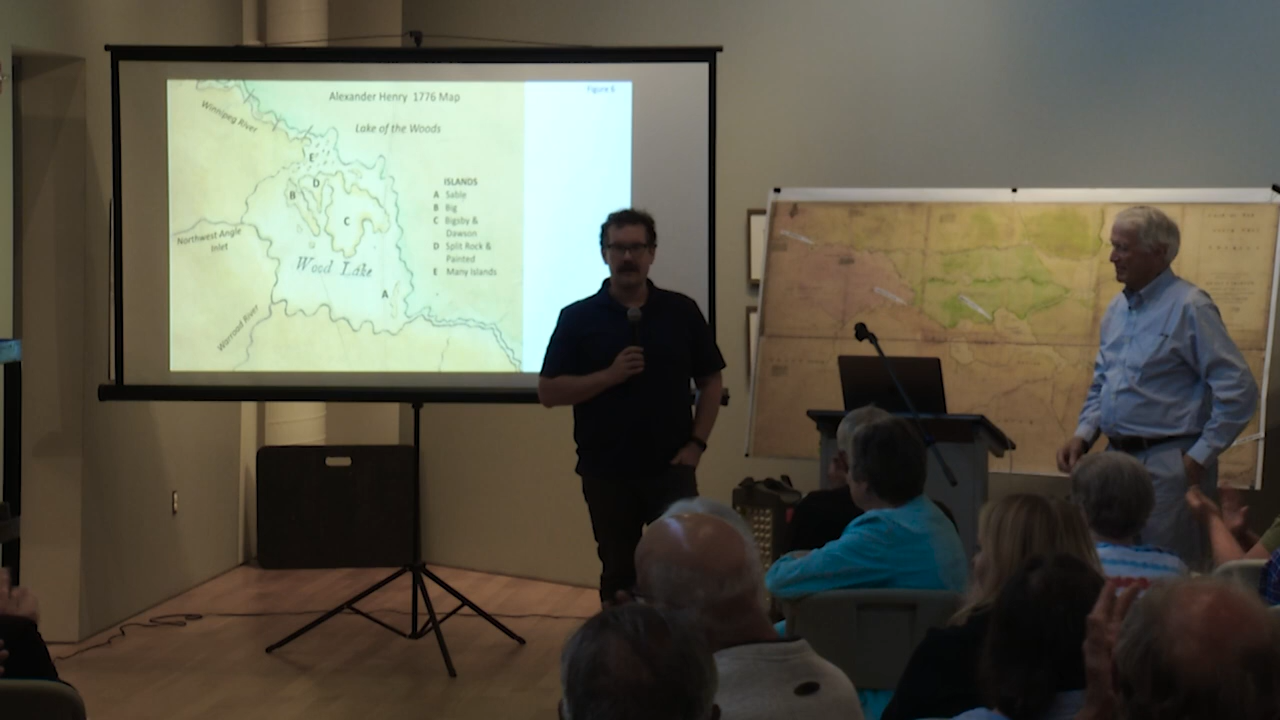 Figure 8
Alexander Henry 1776 Map
Lake of the Woods
Winnipeg River
E
D
B
C
ISLANDS
A Sable
B Big
C Bigsby &
Dawson
D Split Rock &
Painted
E Many Islands
Northwest Angle
Inlet
Wood Lake
A
Warroad River